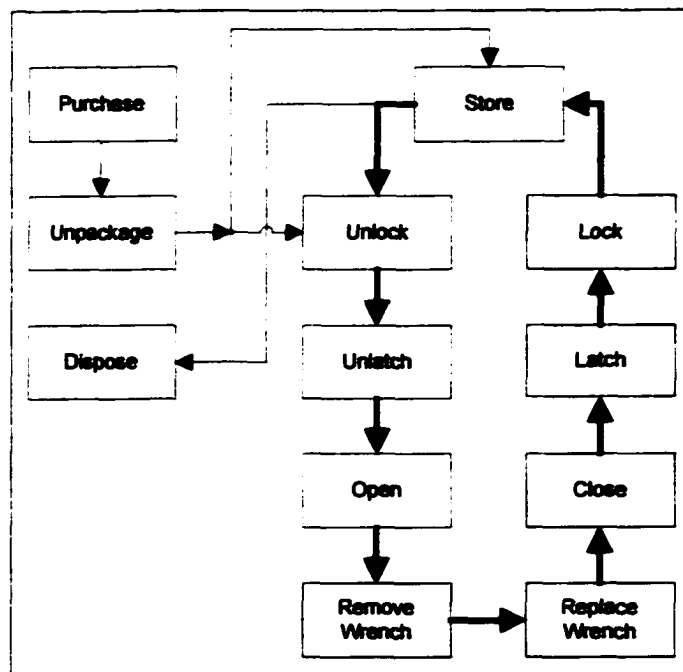 Purchase
Store
Unpackage
Unlock
Lock
Dispose
Unlatch
Latch
Open
Close
Remove
Wrench
Replace
Wrench